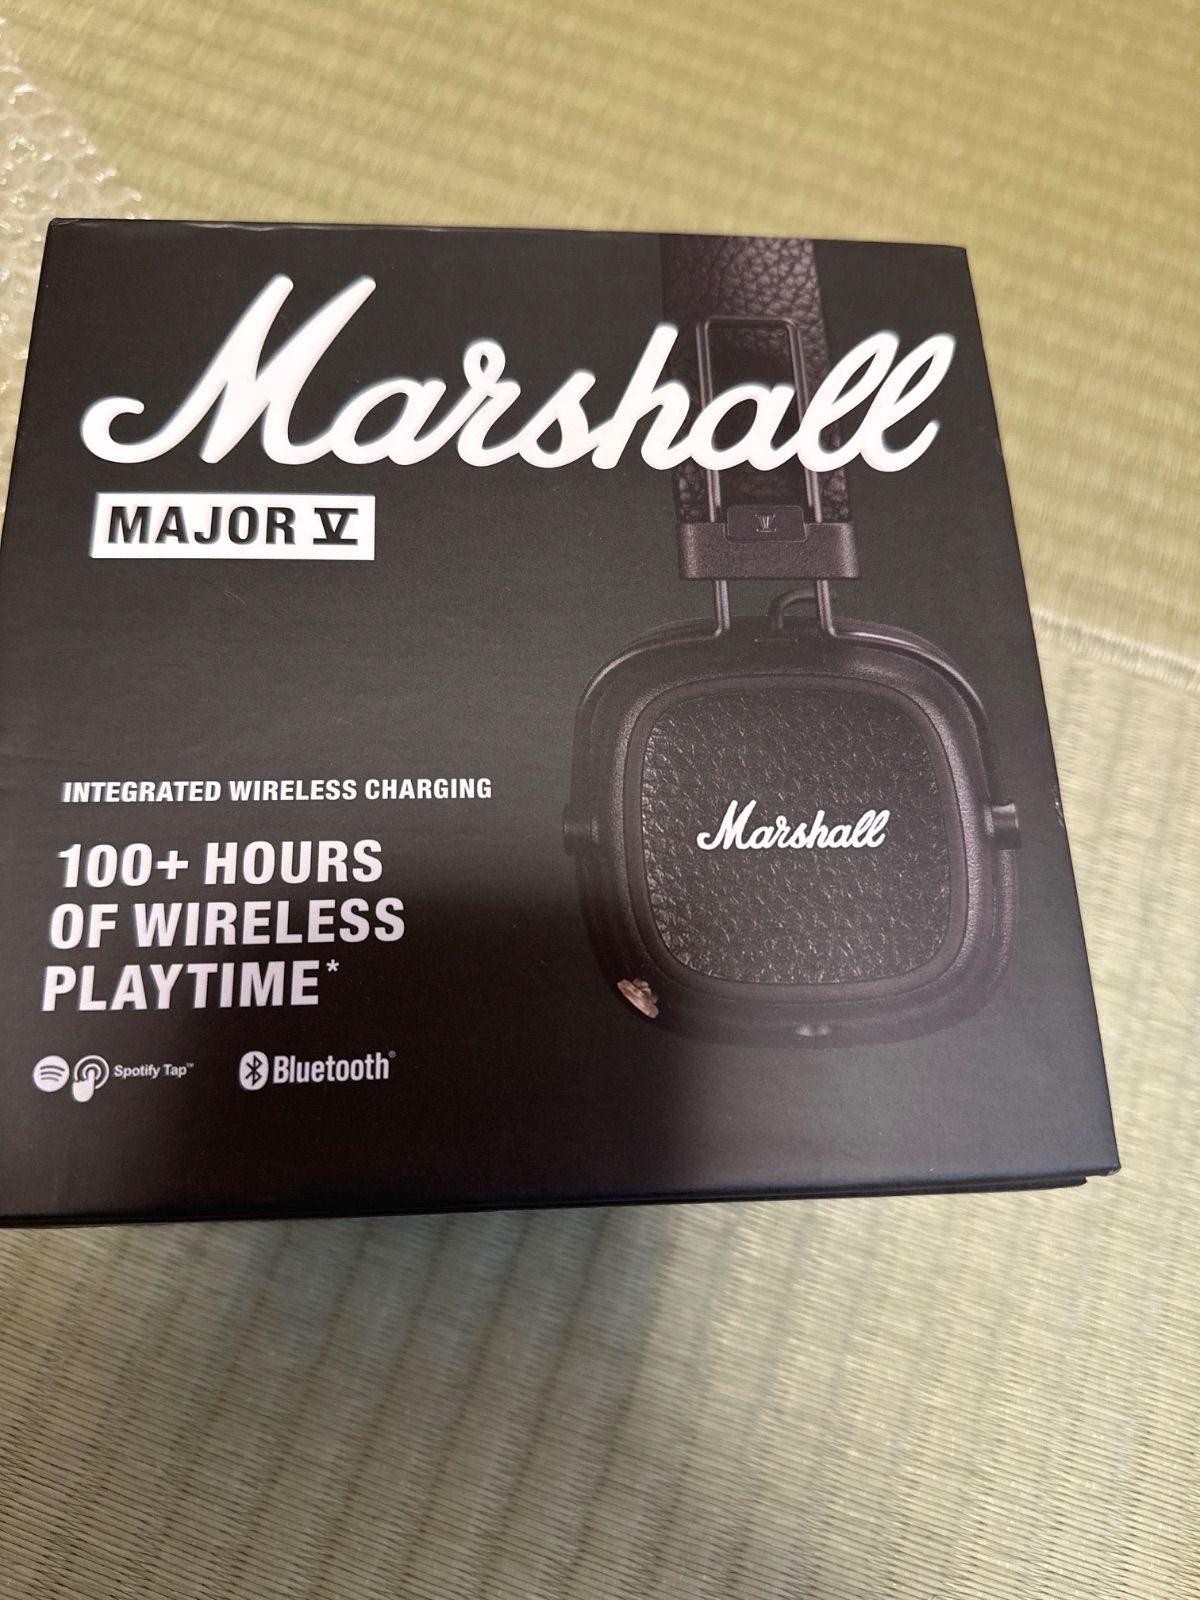 Marshall
MAJOR V
V
INTEGRATED WIRELESS CHARGING
100+ HOURS
OF WIRELESS
PLAYTIME*
Marshall
Spotify Tap™
Bluetooth®